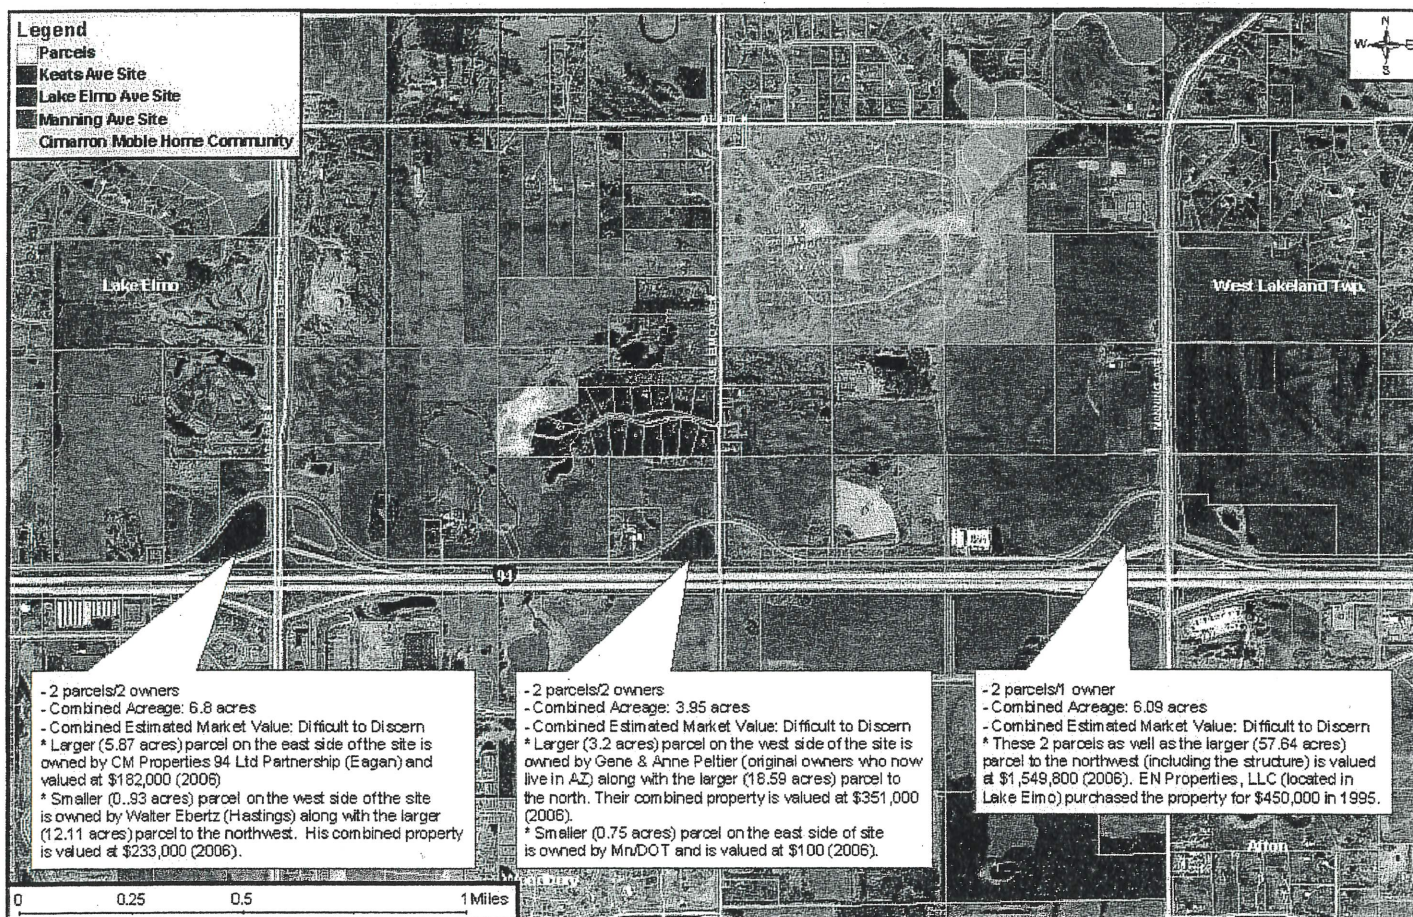 Legend
Parcels
Keats Ave Site
Lake Elmo Ave Site
Manning Ave Site
Cimarron Moble Home Community
N
W E
S
Lake Elmo
West Lakeland Twp.
94
- 2 parcels/2 owners
- Combined Acreage: 6.8 acres
- Combined Estimated Market Value: Difficult to Discern
* Larger (5.87 acres) parcel on the east side of the site is
owned by CM Properties 94 Ltd Partnership (Eagan) and
valued at $182,000 (2006)
* Smaller (0..93 acres) parcel on the west side of the site
is owned by Walter Ebertz (Hastings) along with the larger
(12.11 acres) parcel to the northwest. His combined property
is valued at $233,000 (2006).
- 2 parcels/2 owners
- Combined Acreage: 3.95 acres
- Combined Estimated Market Value: Difficult to Discern
* Larger (3.2 acres) parcel on the west side of the site is
owned by Gene & Anne Peltier (original owners who now
live in AZ) along with the larger (18.59 acres) parcel to
the north. Their combined property is valued at $351,000
(2006).
* Smaller (0.75 acres) parcel on the east side of site
is owned by Mn/DOT and is valued at $100 (2006).
- 2 parcels/1 owner
- Combined Acreage: 6.09 acres
- Combined Estimated Market Value: Difficult to Discern
* These 2 parcels as well as the larger (57.64 acres)
parcel to the northwest (including the structure) is valued
at $1,549,800 (2006). EN Properties, LLC (located in
Lake Elmo) purchased the property for $450,000 in 1995.
Woodbury
Afton
0 0.25 0.5 1 Miles